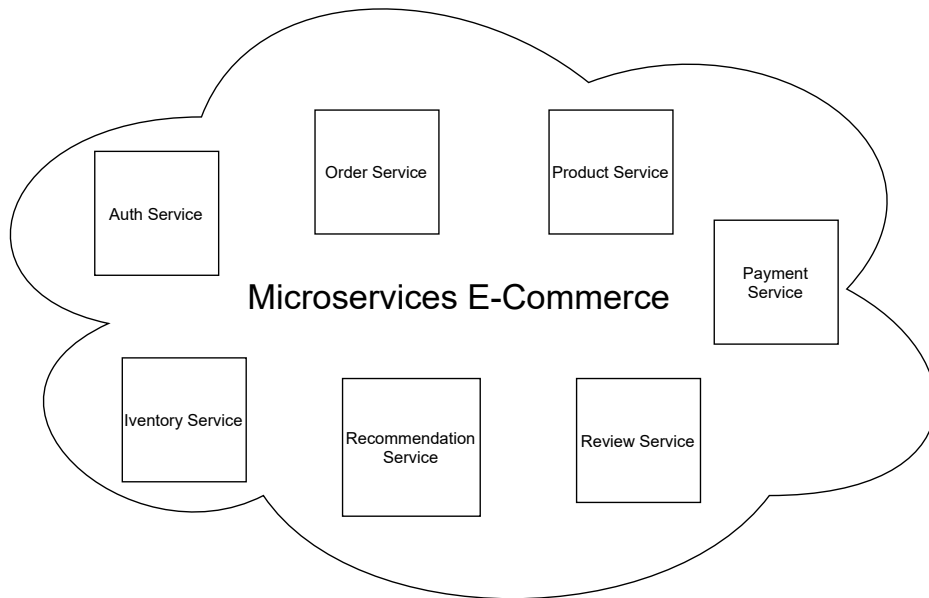 Order Service
Product Service
Auth Service
Payment
Service
Microservices E-Commerce
Iventory Service
Recommendation
Service
Review Service